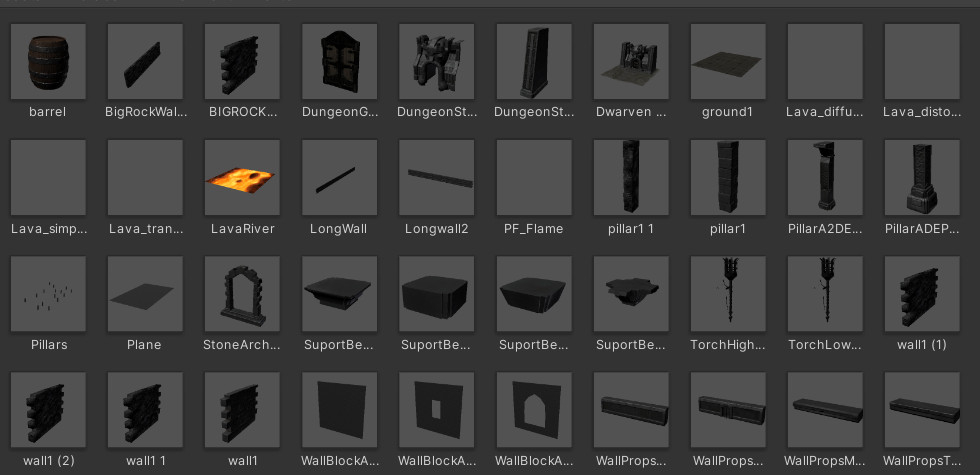 barrel BigRockWal... BIGROCK... DungeonG... DungeonSt... DungeonSt... Dwarven ... ground1 Lava_diffu... Lava_disto...
Lava_simp... Lava_tran... LavaRiver LongWall Longwall2 PF_Flame pillar1 1 pillar1 PillarA2DE... PillarADEP...
Pillars Plane StoneArch... SuportBe... SuportBe... SuportBe... SuportBe... TorchHigh... TorchLow... wall1 (1)
wall1 (2) wall1 1 wall1 WallBlockA... WallBlockA... WallBlockA... WallProps... WallProps... WallPropsM... WallPropsT...